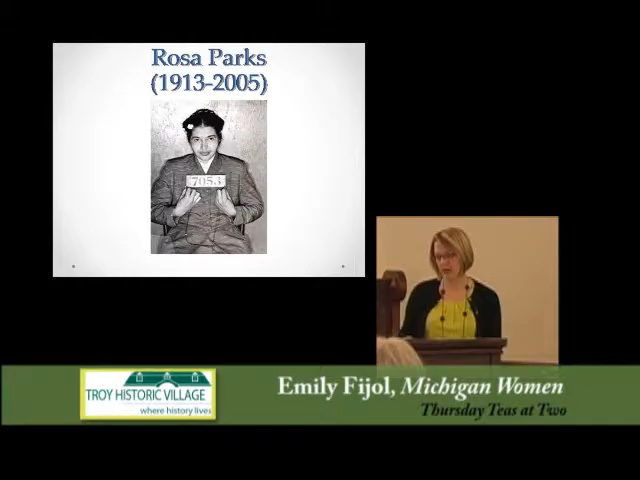 Rosa Parks
(1913-2005)
7053
TROY HISTORIC VILLAGE
where history lives
Emily Fijol, Michigan Women
Thursday Teas at Two